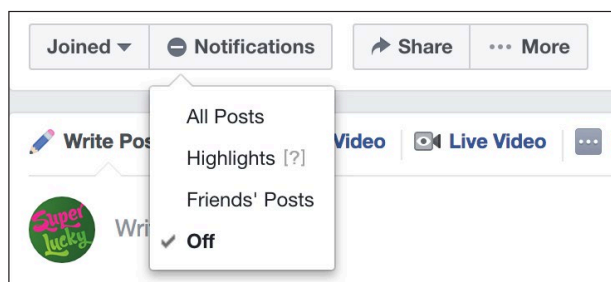 Joined Notifications Share ... More
All Posts
Write Pos Video Live Video ...
Highlights [?]
Friends' Posts
Super Lucky
Wri
Off